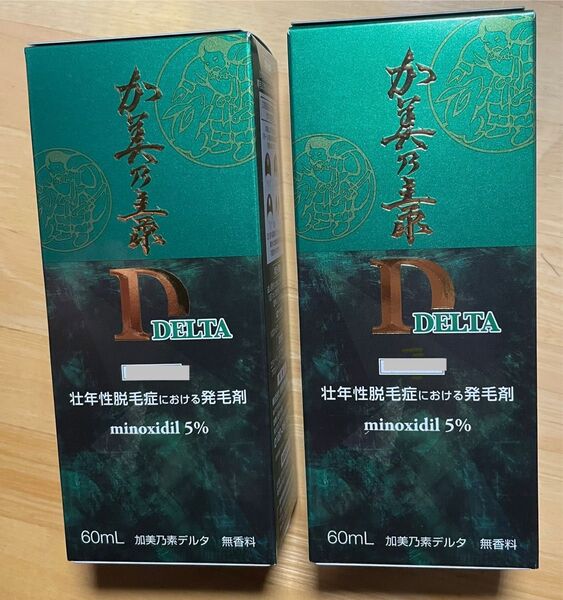 加美乃素
D
DELTA
壮年性脱毛症における発毛剤
minoxidil 5%
60mL 加美乃素デルタ 無香料
加美乃素
D
DELTA
壮年性脱毛症における発毛剤
minoxidil 5%
60mL 加美乃素デルタ 無香料